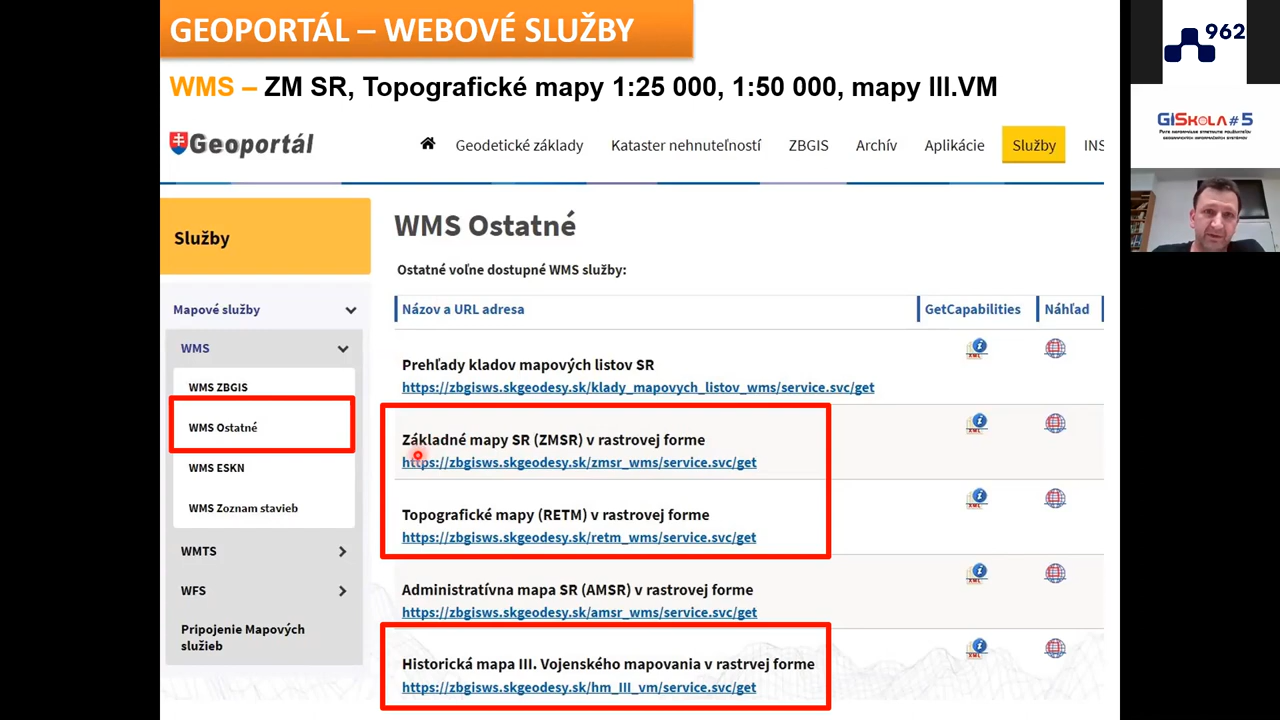 GEOPORTÁL – WEBOVÉ SLUŽBY
WMS – ZM SR, Topografické mapy 1:25 000, 1:50 000, mapy III.VM
Geoportál
Geodetické základy
Kataster nehnuteľností
ZBGIS
Archív
Aplikácie
Služby
INS
Služby
Mapové služby
WMS
WMS ZBGIS
WMS Ostatné
WMS ESKN
WMS Zoznam stavieb
WMTS
WFS
Pripojenie Mapových
služieb
WMS Ostatné
Ostatné voľne dostupné WMS služby:
Názov a URL adresa
GetCapabilities
Náhľad
Prehľady kladov mapových listov SR
https://zbgisws.skgeodesy.sk/klady_mapovych_listov_wms/service.svc/get
Základné mapy SR (ZMSR) v rastrovej forme
https://zbgisws.skgeodesy.sk/zmsr_wms/service.svc/get
Topografické mapy (RETM) v rastrovej forme
https://zbgisws.skgeodesy.sk/retm_wms/service.svc/get
Administratívna mapa SR (AMSR) v rastrovej forme
https://zbgisws.skgeodesy.sk/amsr_wms/service.svc/get
Historická mapa III. Vojenského mapovania v rastrvej forme
https://zbgisws.skgeodesy.sk/hm_III_vm/service.svc/get
962
GISkola#5